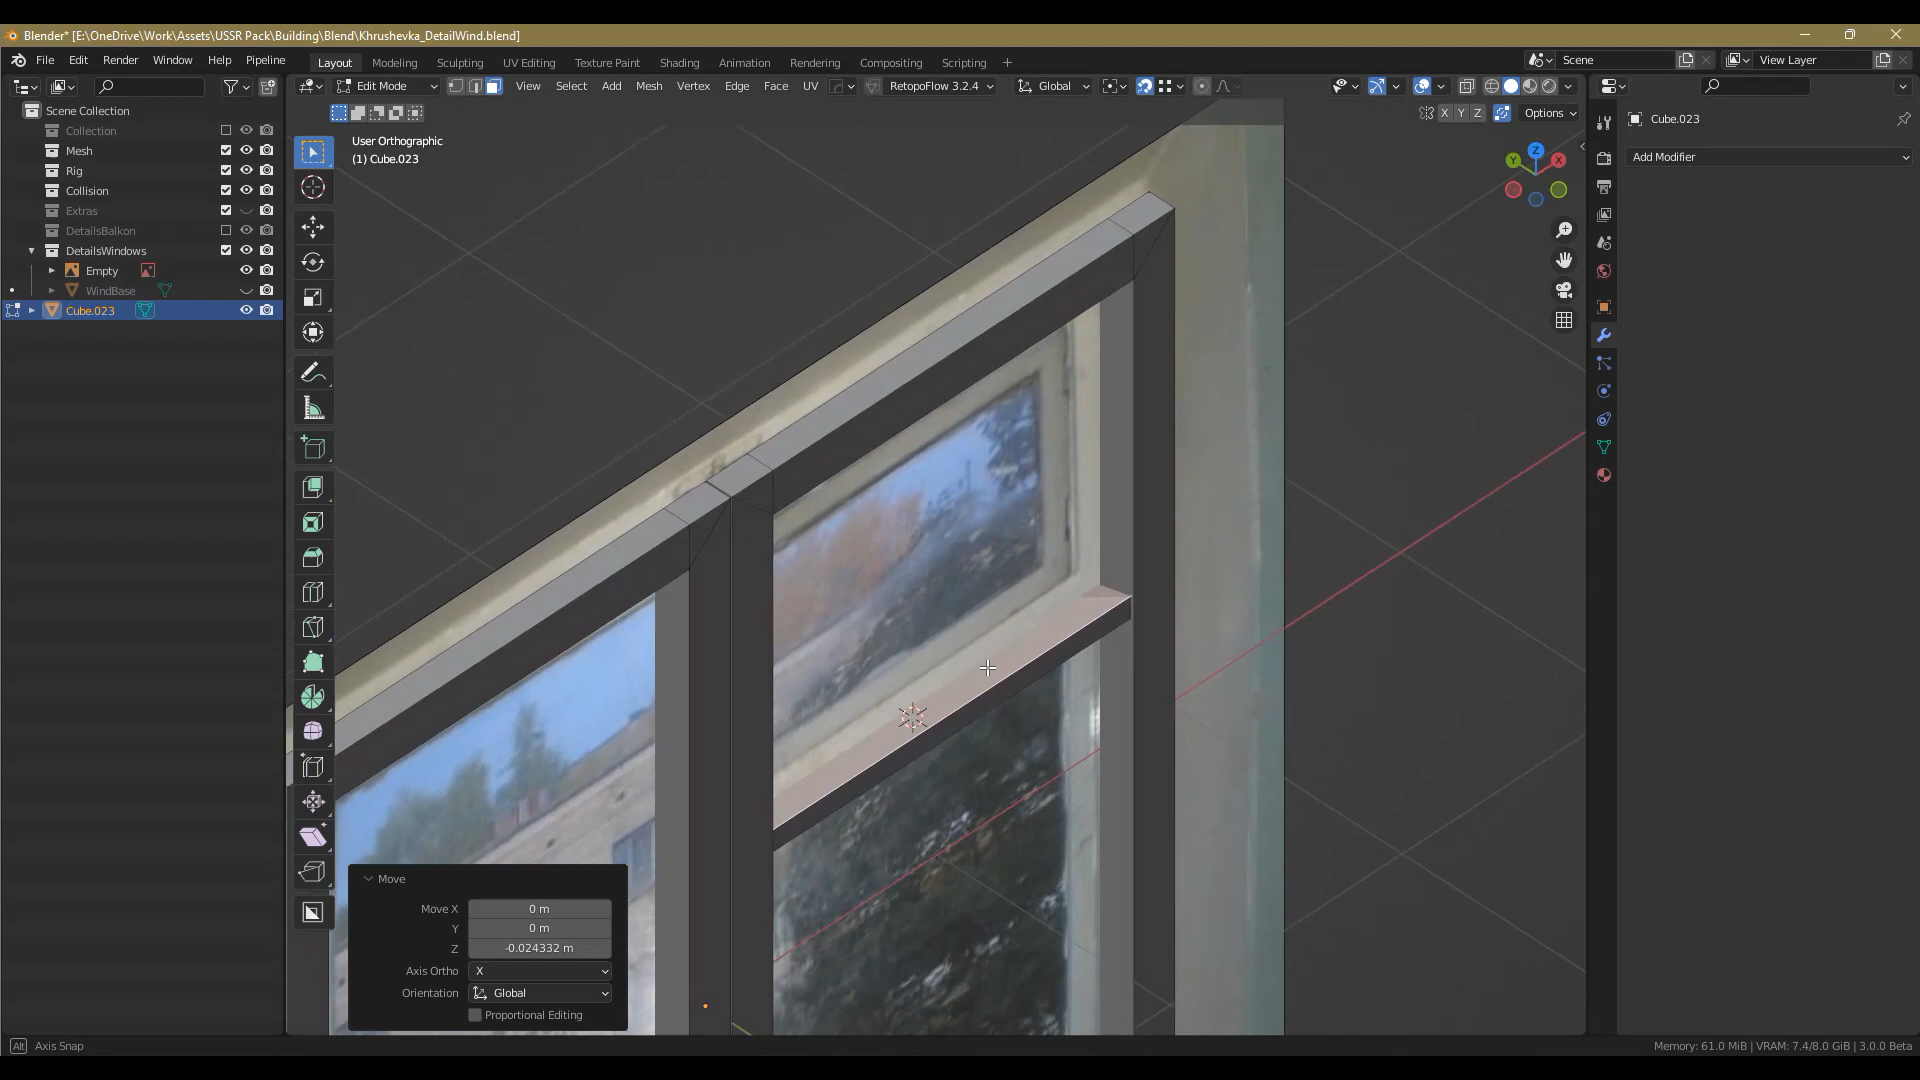 Blender* [E:\OneDrive\Work\Assets\USSR Pack\Building\Blend\Khrushevka_DetailWind.blend]
File Edit Render Window Help Pipeline
Layout Modeling Sculpting UV Editing Texture Paint Shading Animation Rendering Compositing Scripting +
Scene
View Layer
Edit Mode
View Select Add Mesh Vertex Edge Face UV
RetopoFlow 3.2.4
Global
X Y Z
Options
Scene Collection
Collection
Mesh
Rig
Collision
Extras
DetailsBalkon
DetailsWindows
Empty
WindBase
Cube.023
User Orthographic
(1) Cube.023
Z
Y
X
Cube.023
Add Modifier
Move
Move X 0 m
Y 0 m
Z -0.024332 m
Axis Ortho X
Orientation Global
Proportional Editing
Alt Axis Snap
Memory: 61.0 MiB | VRAM: 7.4/8.0 GiB | 3.0.0 Beta